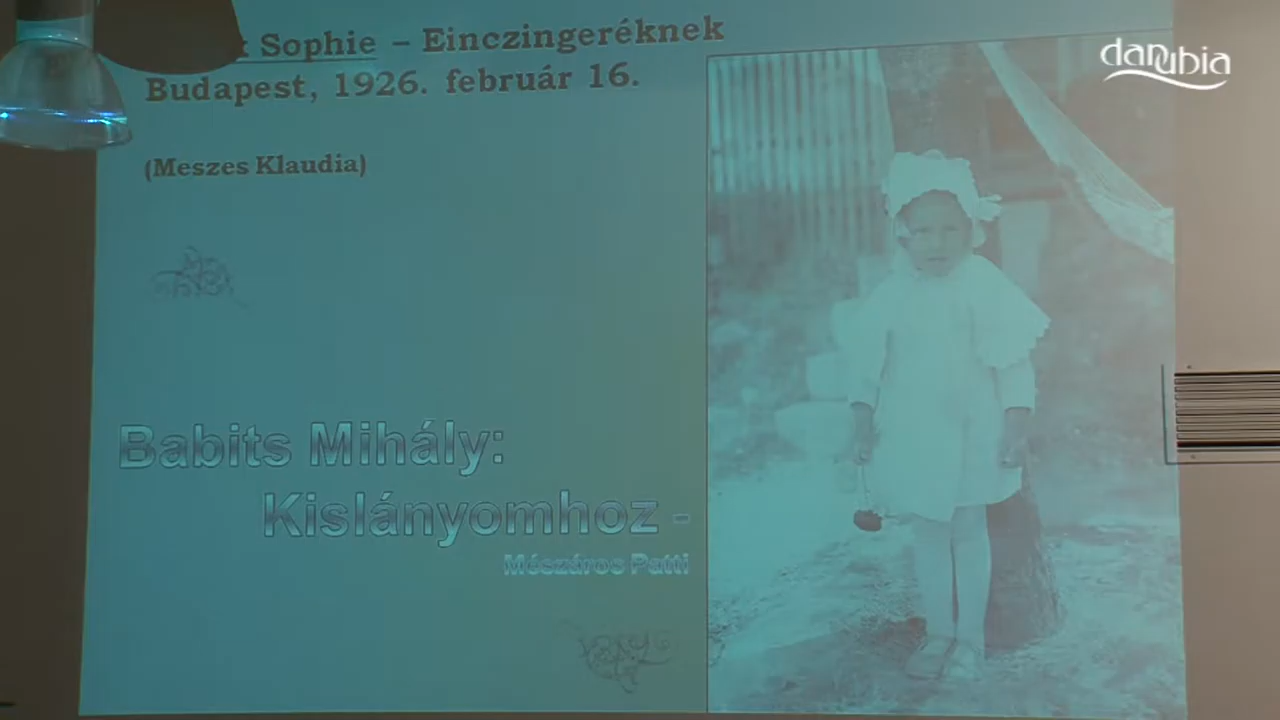 Sophie – Einczingeréknek
Budapest, 1926. február 16.
(Meszes Klaudia)
Babits Mihály:
Kislányomhoz -
Mészáros Patti
danubia